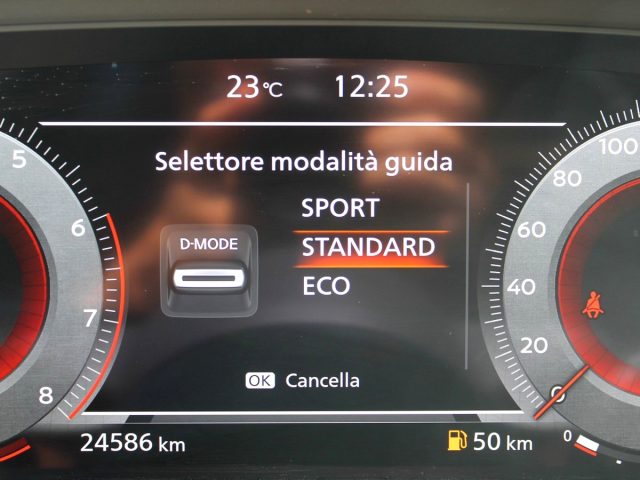 23°C 12:25
Selettore modalità guida
SPORT
D-MODE STANDARD
ECO
OK Cancella
5
6
7
8
100
80
60
40
20
0
24586 km
50 km
0